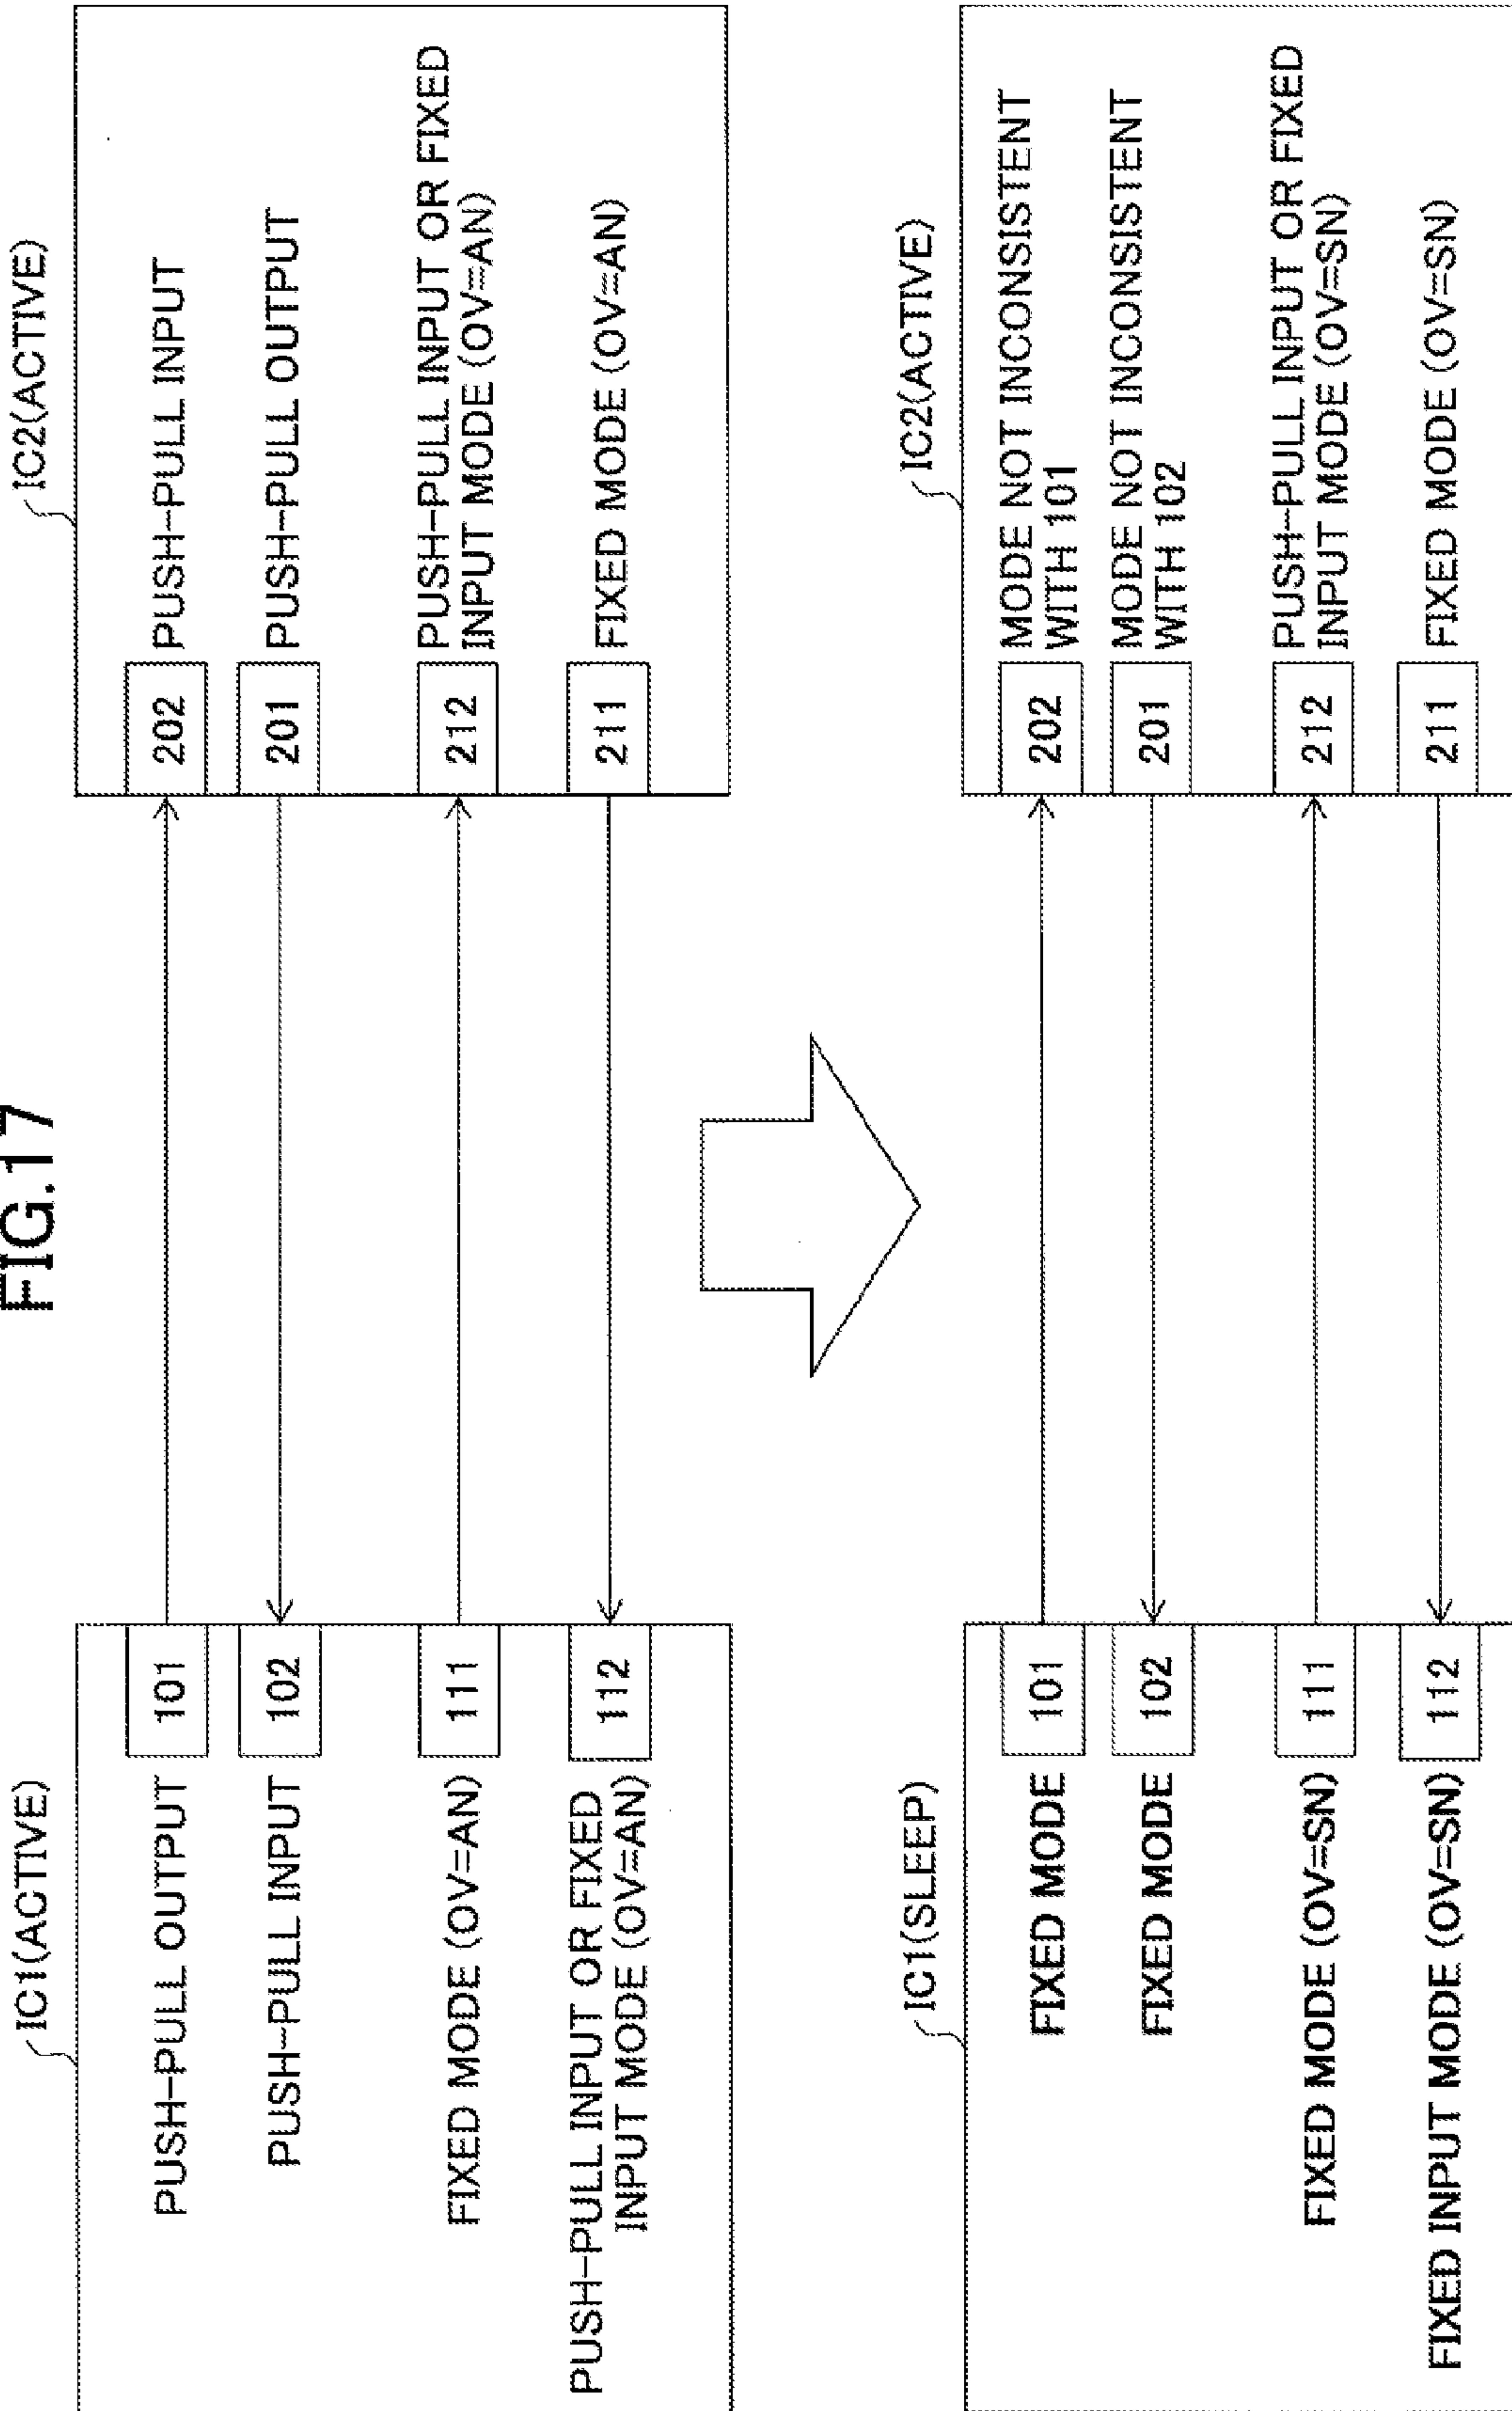 FIG.17
IC1(ACTIVE)
PUSH-PULL OUTPUT
101
PUSH-PULL INPUT
102
FIXED MODE (OV=AN)
111
PUSH-PULL INPUT OR FIXED
INPUT MODE (OV=AN)
112
IC2(ACTIVE)
202
PUSH-PULL INPUT
201
PUSH-PULL OUTPUT
212
PUSH-PULL INPUT OR FIXED
INPUT MODE (OV=AN)
211
FIXED MODE (OV=AN)
IC1(SLEEP)
FIXED MODE
101
FIXED MODE
102
FIXED MODE (OV=SN)
111
FIXED INPUT MODE (OV=SN)
112
IC2(ACTIVE)
202
MODE NOT INCONSISTENT
WITH 101
201
MODE NOT INCONSISTENT
WITH 102
212
PUSH-PULL INPUT OR FIXED
INPUT MODE (OV=SN)
211
FIXED MODE (OV=SN)